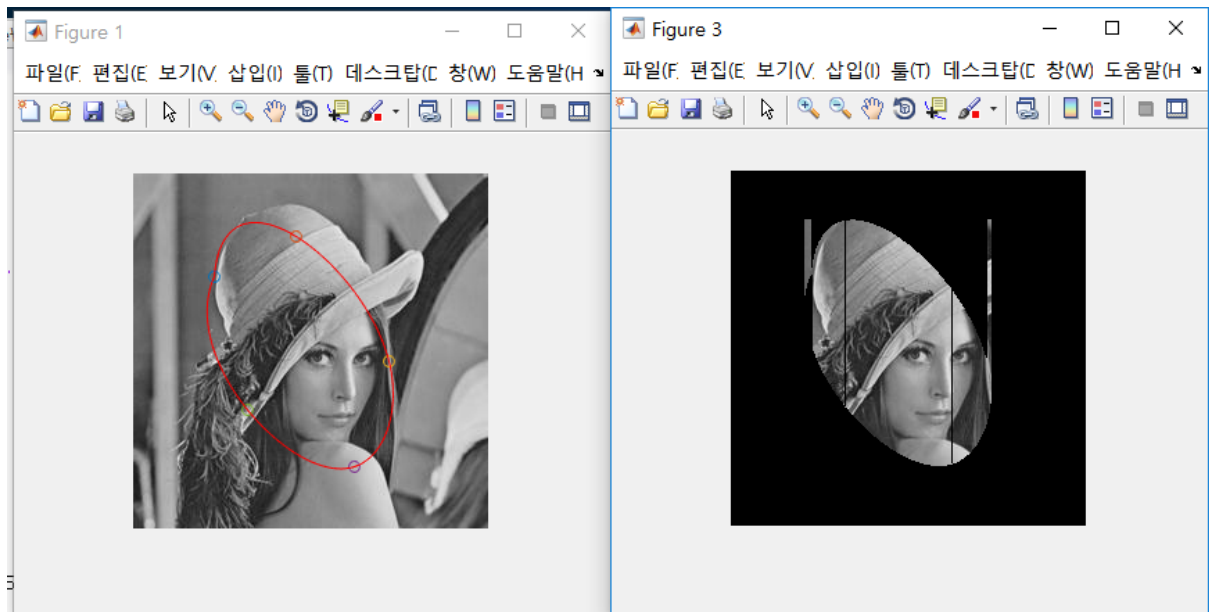 Figure 1
파일(F. 편집(E 보기(V. 삽입(I) 툴(T) 데스크탑(D 창(W) 도움말(H
Figure 3
파일(F. 편집(E 보기(V. 삽입(I) 툴(T) 데스크탑(D 창(W) 도움말(H